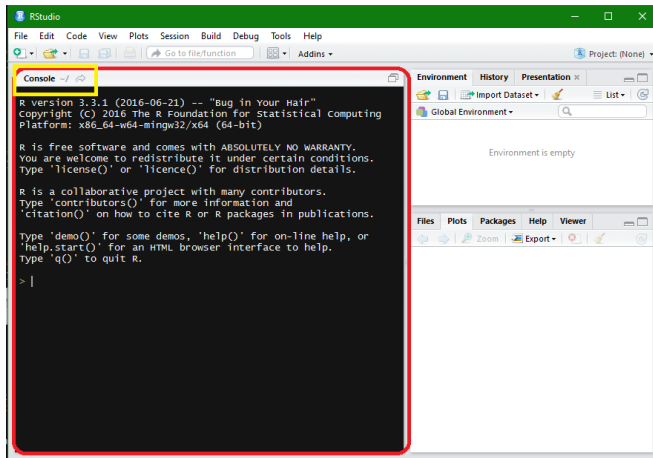 RStudio
File Edit Code View Plots Session Build Debug Tools Help
Go to file/function Addins Project: (None)
Console ~/
R version 3.3.1 (2016-06-21) -- "Bug in Your Hair"
Copyright (C) 2016 The R Foundation for Statistical Computing
Platform: x86_64-w64-mingw32/x64 (64-bit)
R is free software and comes with ABSOLUTELY NO WARRANTY.
You are welcome to redistribute it under certain conditions.
Type 'license()' or 'licence()' for distribution details.
R is a collaborative project with many contributors.
Type 'contributors()' for more information and
'citation()' on how to cite R or R packages in publications.
Type 'demo()' for some demos, 'help()' for on-line help, or
'help.start()' for an HTML browser interface to help.
Type 'q()' to quit R.
>
Environment History Presentation
Import Dataset List
Global Environment
Environment is empty
Files Plots Packages Help Viewer
Zoom Export